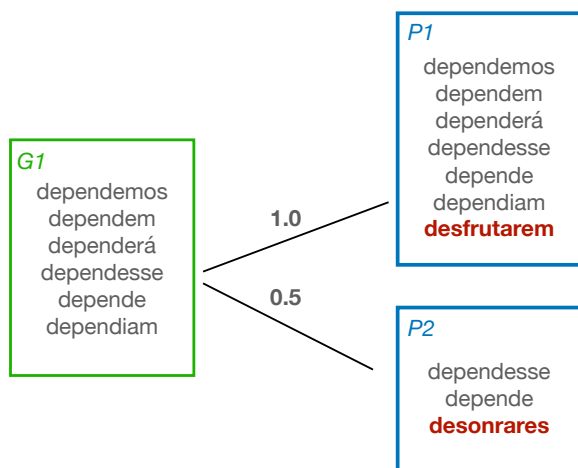 G1
dependemos
dependem
dependerá
dependesse
depende
dependiam
1.0
0.5
P1
dependemos
dependem
dependerá
dependesse
depende
dependiam
desfrutarem
P2
dependesse
depende
desonrares